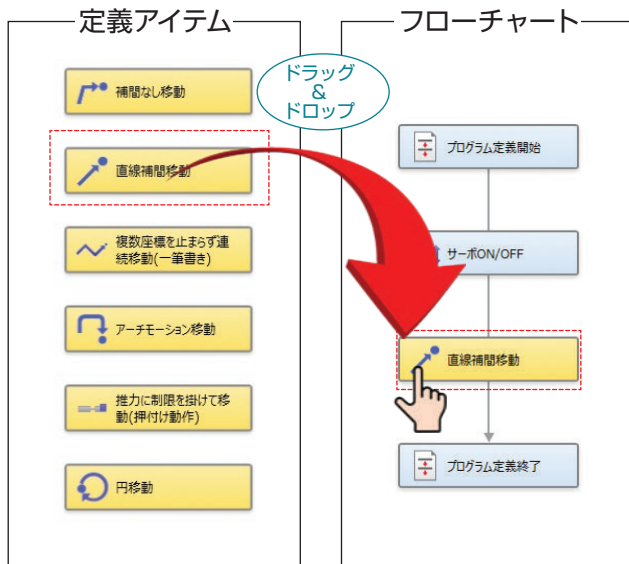 定義アイテム
フローチャート
ドラッグ
&
ドロップ
補間なし移動
直線補間移動
複数座標を止まらず連
続移動(一筆書き)
アーチモーション移動
推力に制限を掛けて移
動(押付け動作)
円移動
プログラム定義開始
サーボON/OFF
直線補間移動
プログラム定義終了